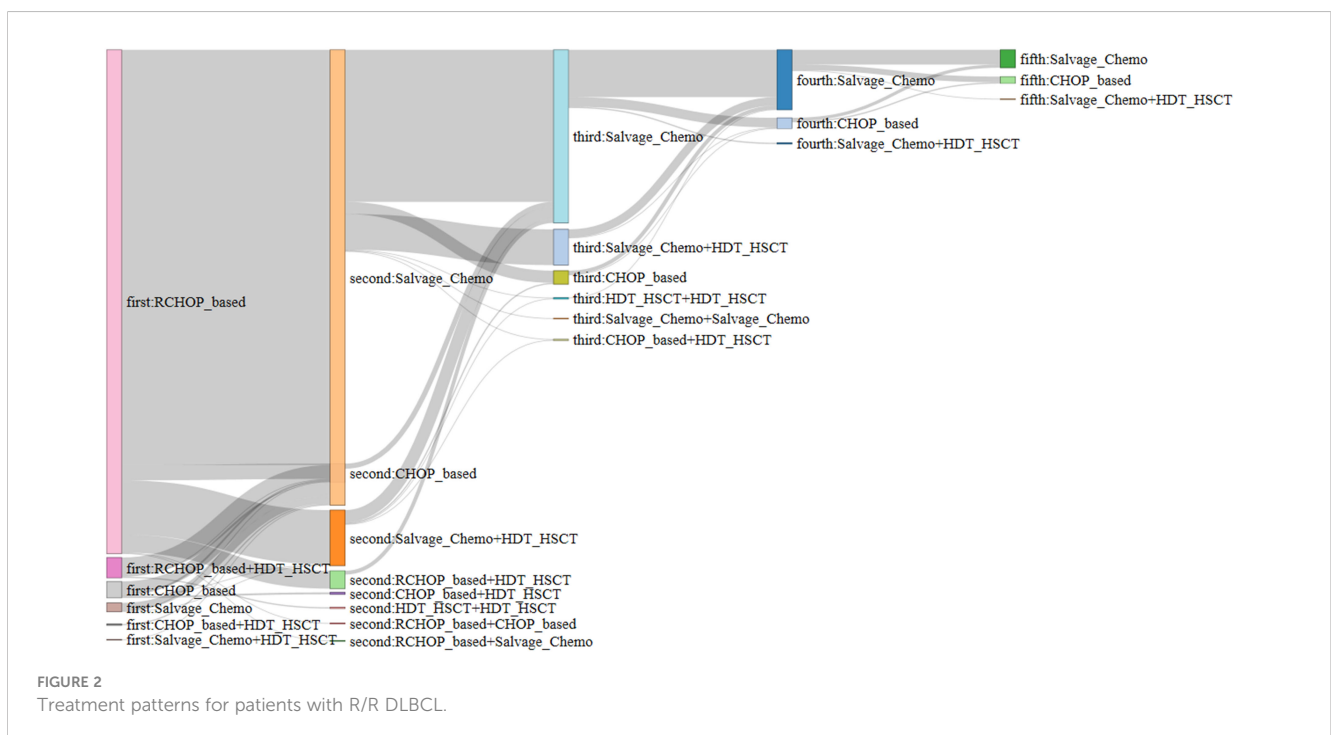 first:RCHOP_based
first:RCHOP_based+HDT_HSCT
first:CHOP_based
first:Salvage_Chemo
first:CHOP_based+HDT_HSCT
first:Salvage_Chemo+HDT_HSCT
second:Salvage_Chemo
second:CHOP_based
second:Salvage_Chemo+HDT_HSCT
second:RCHOP_based+HDT_HSCT
second:CHOP_based+HDT_HSCT
second:HDT_HSCT+HDT_HSCT
second:RCHOP_based+CHOP_based
second:RCHOP_based+Salvage_Chemo
third:Salvage_Chemo
third:Salvage_Chemo+HDT_HSCT
third:CHOP_based
third:HDT_HSCT+HDT_HSCT
third:Salvage_Chemo+Salvage_Chemo
third:CHOP_based+HDT_HSCT
fourth:Salvage_Chemo
fourth:CHOP_based
fourth:Salvage_Chemo+HDT_HSCT
fifth:Salvage_Chemo
fifth:CHOP_based
fifth:Salvage_Chemo+HDT_HSCT
FIGURE 2
Treatment patterns for patients with R/R DLBCL.